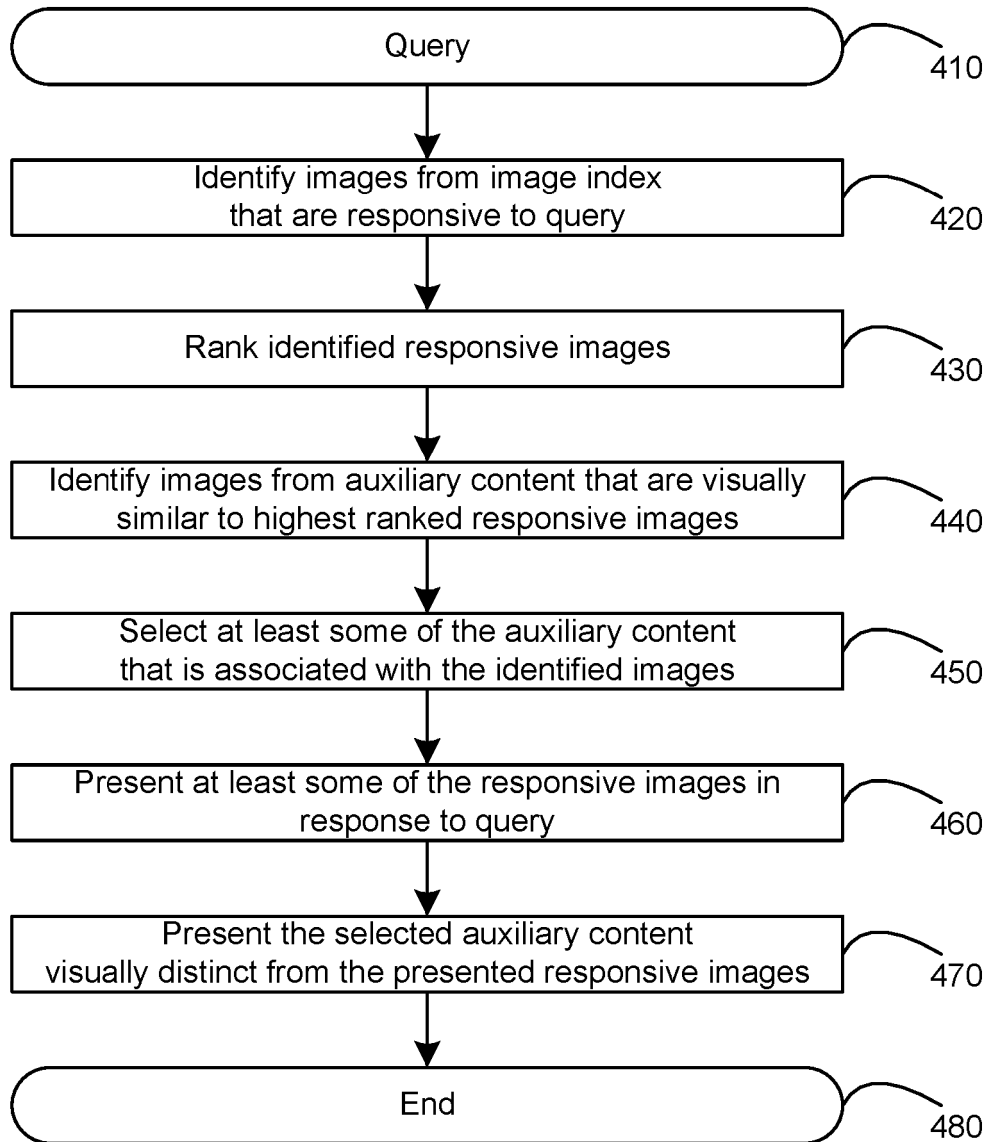 Query
410
Identify images from image index
that are responsive to query
420
Rank identified responsive images
430
Identify images from auxiliary content that are visually
similar to highest ranked responsive images
440
Select at least some of the auxiliary content
that is associated with the identified images
450
Present at least some of the responsive images in
response to query
460
Present the selected auxiliary content
visually distinct from the presented responsive images
470
End
480